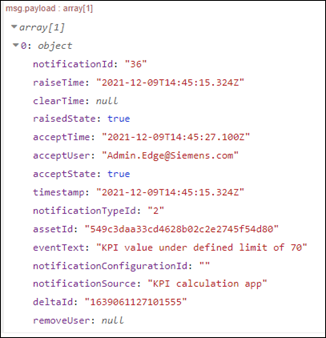 msg.payload : array[1]
array[1]
0: object
notificationId: "36"
raiseTime: "2021-12-09T14:45:15.324Z"
clearTime: null
raisedState: true
acceptTime: "2021-12-09T14:45:27.100Z"
acceptUser: "Admin.Edge@Siemens.com"
acceptState: true
timestamp: "2021-12-09T14:45:15.324Z"
notificationTypeId: "2"
assetId: "549c3daa33cd4628b02c2e2745f54d80"
eventText: "KPI value under defined limit of 70"
notificationConfigurationId: ""
notificationSource: "KPI calculation app"
deltaId: "1639061127101555"
removeUser: null